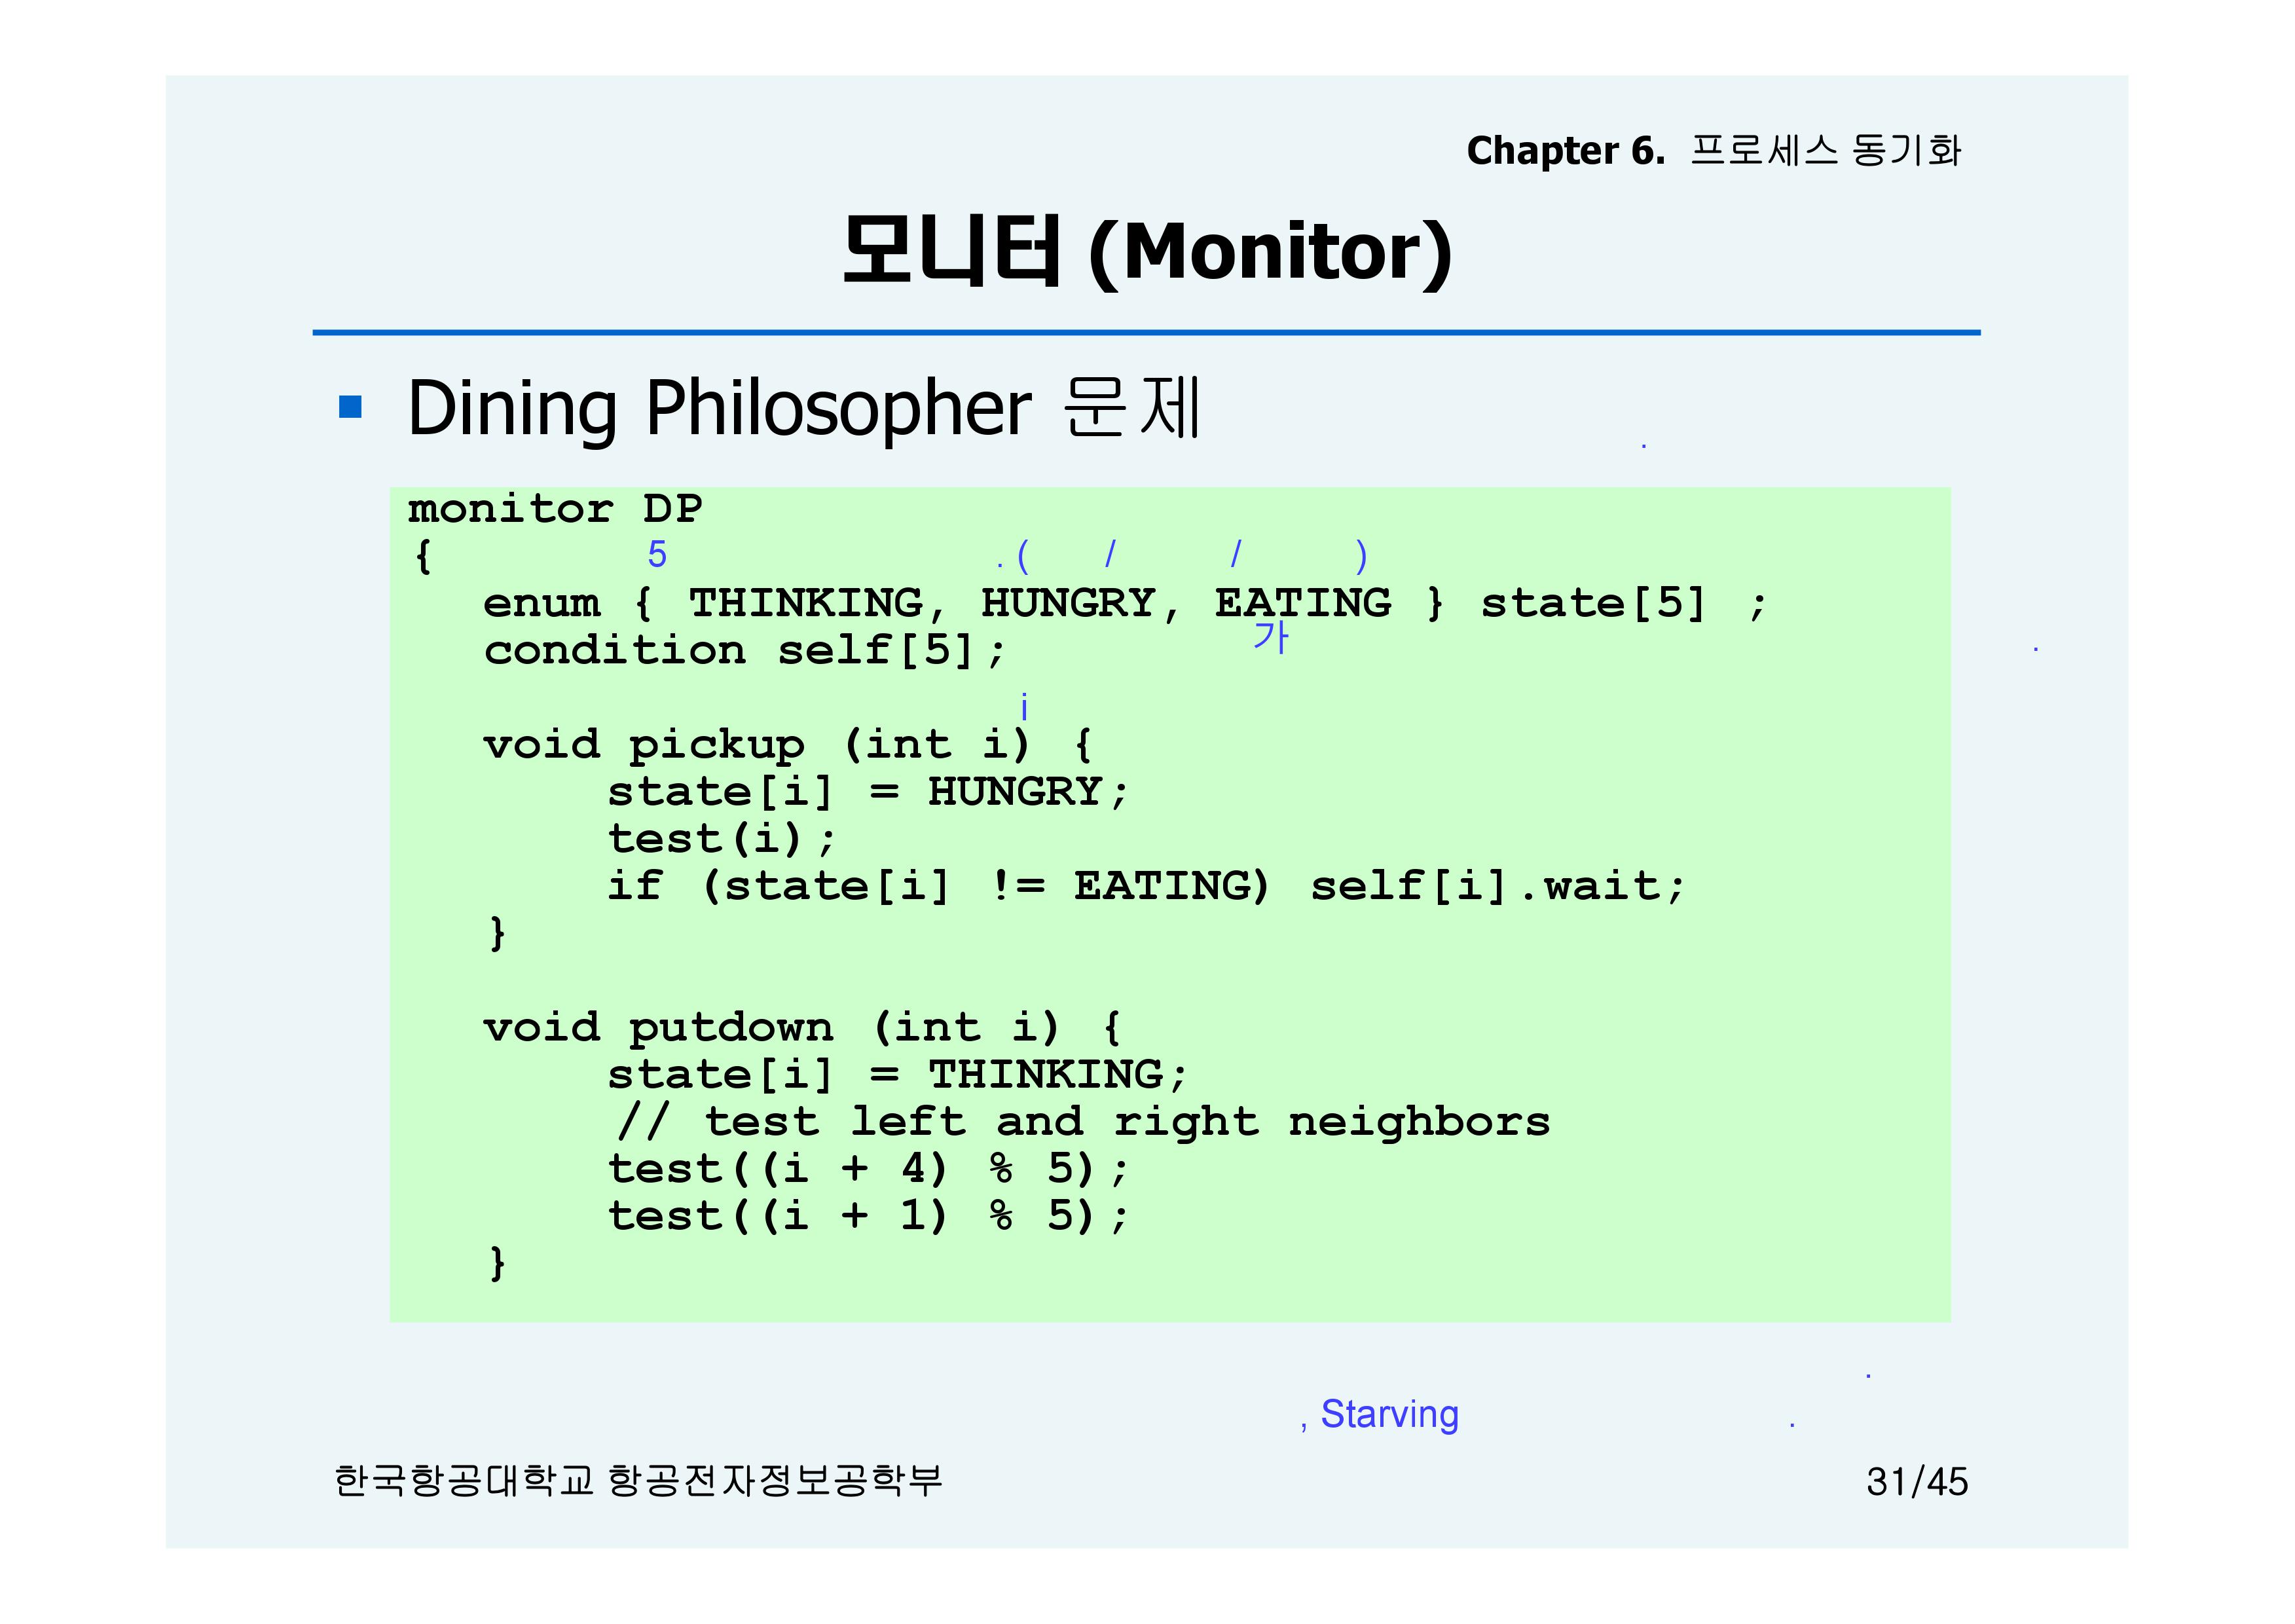 Chapter 6. 프로세스 동기화
모니터 (Monitor)
Dining Philosopher 문제
.
monitor DP
{
5 . ( / / )
enum { THINKING, HUNGRY, EATING } state[5] ;
가 .
condition self[5];
i
void pickup (int i) {
state[i] = HUNGRY;
test(i);
if (state[i] != EATING) self[i].wait;
}
void putdown (int i) {
state[i] = THINKING;
// test left and right neighbors
test((i + 4) % 5);
test((i + 1) % 5);
}
.
, Starving .
한국항공대학교 항공전자정보공학부
31/45